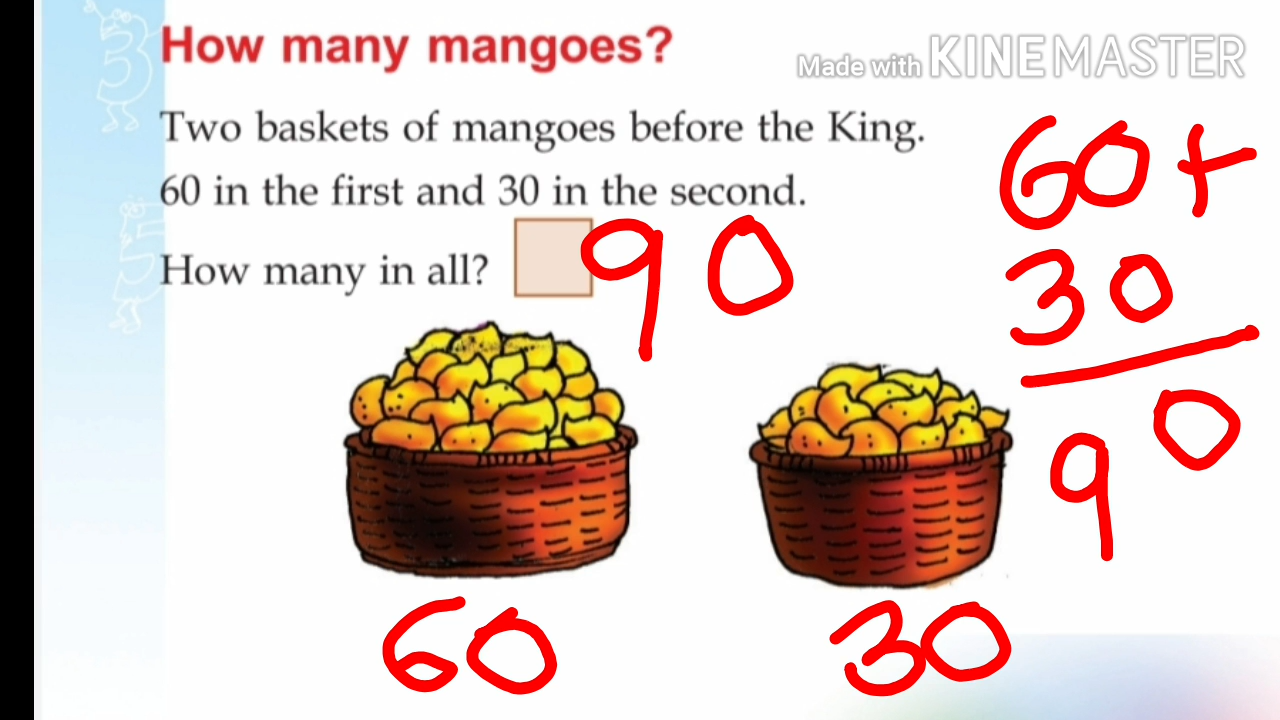 How many mangoes?
Made with KINEMASTER
Two baskets of mangoes before the King.
60 in the first and 30 in the second.
How many in all? 90
60+
30
90
60
30